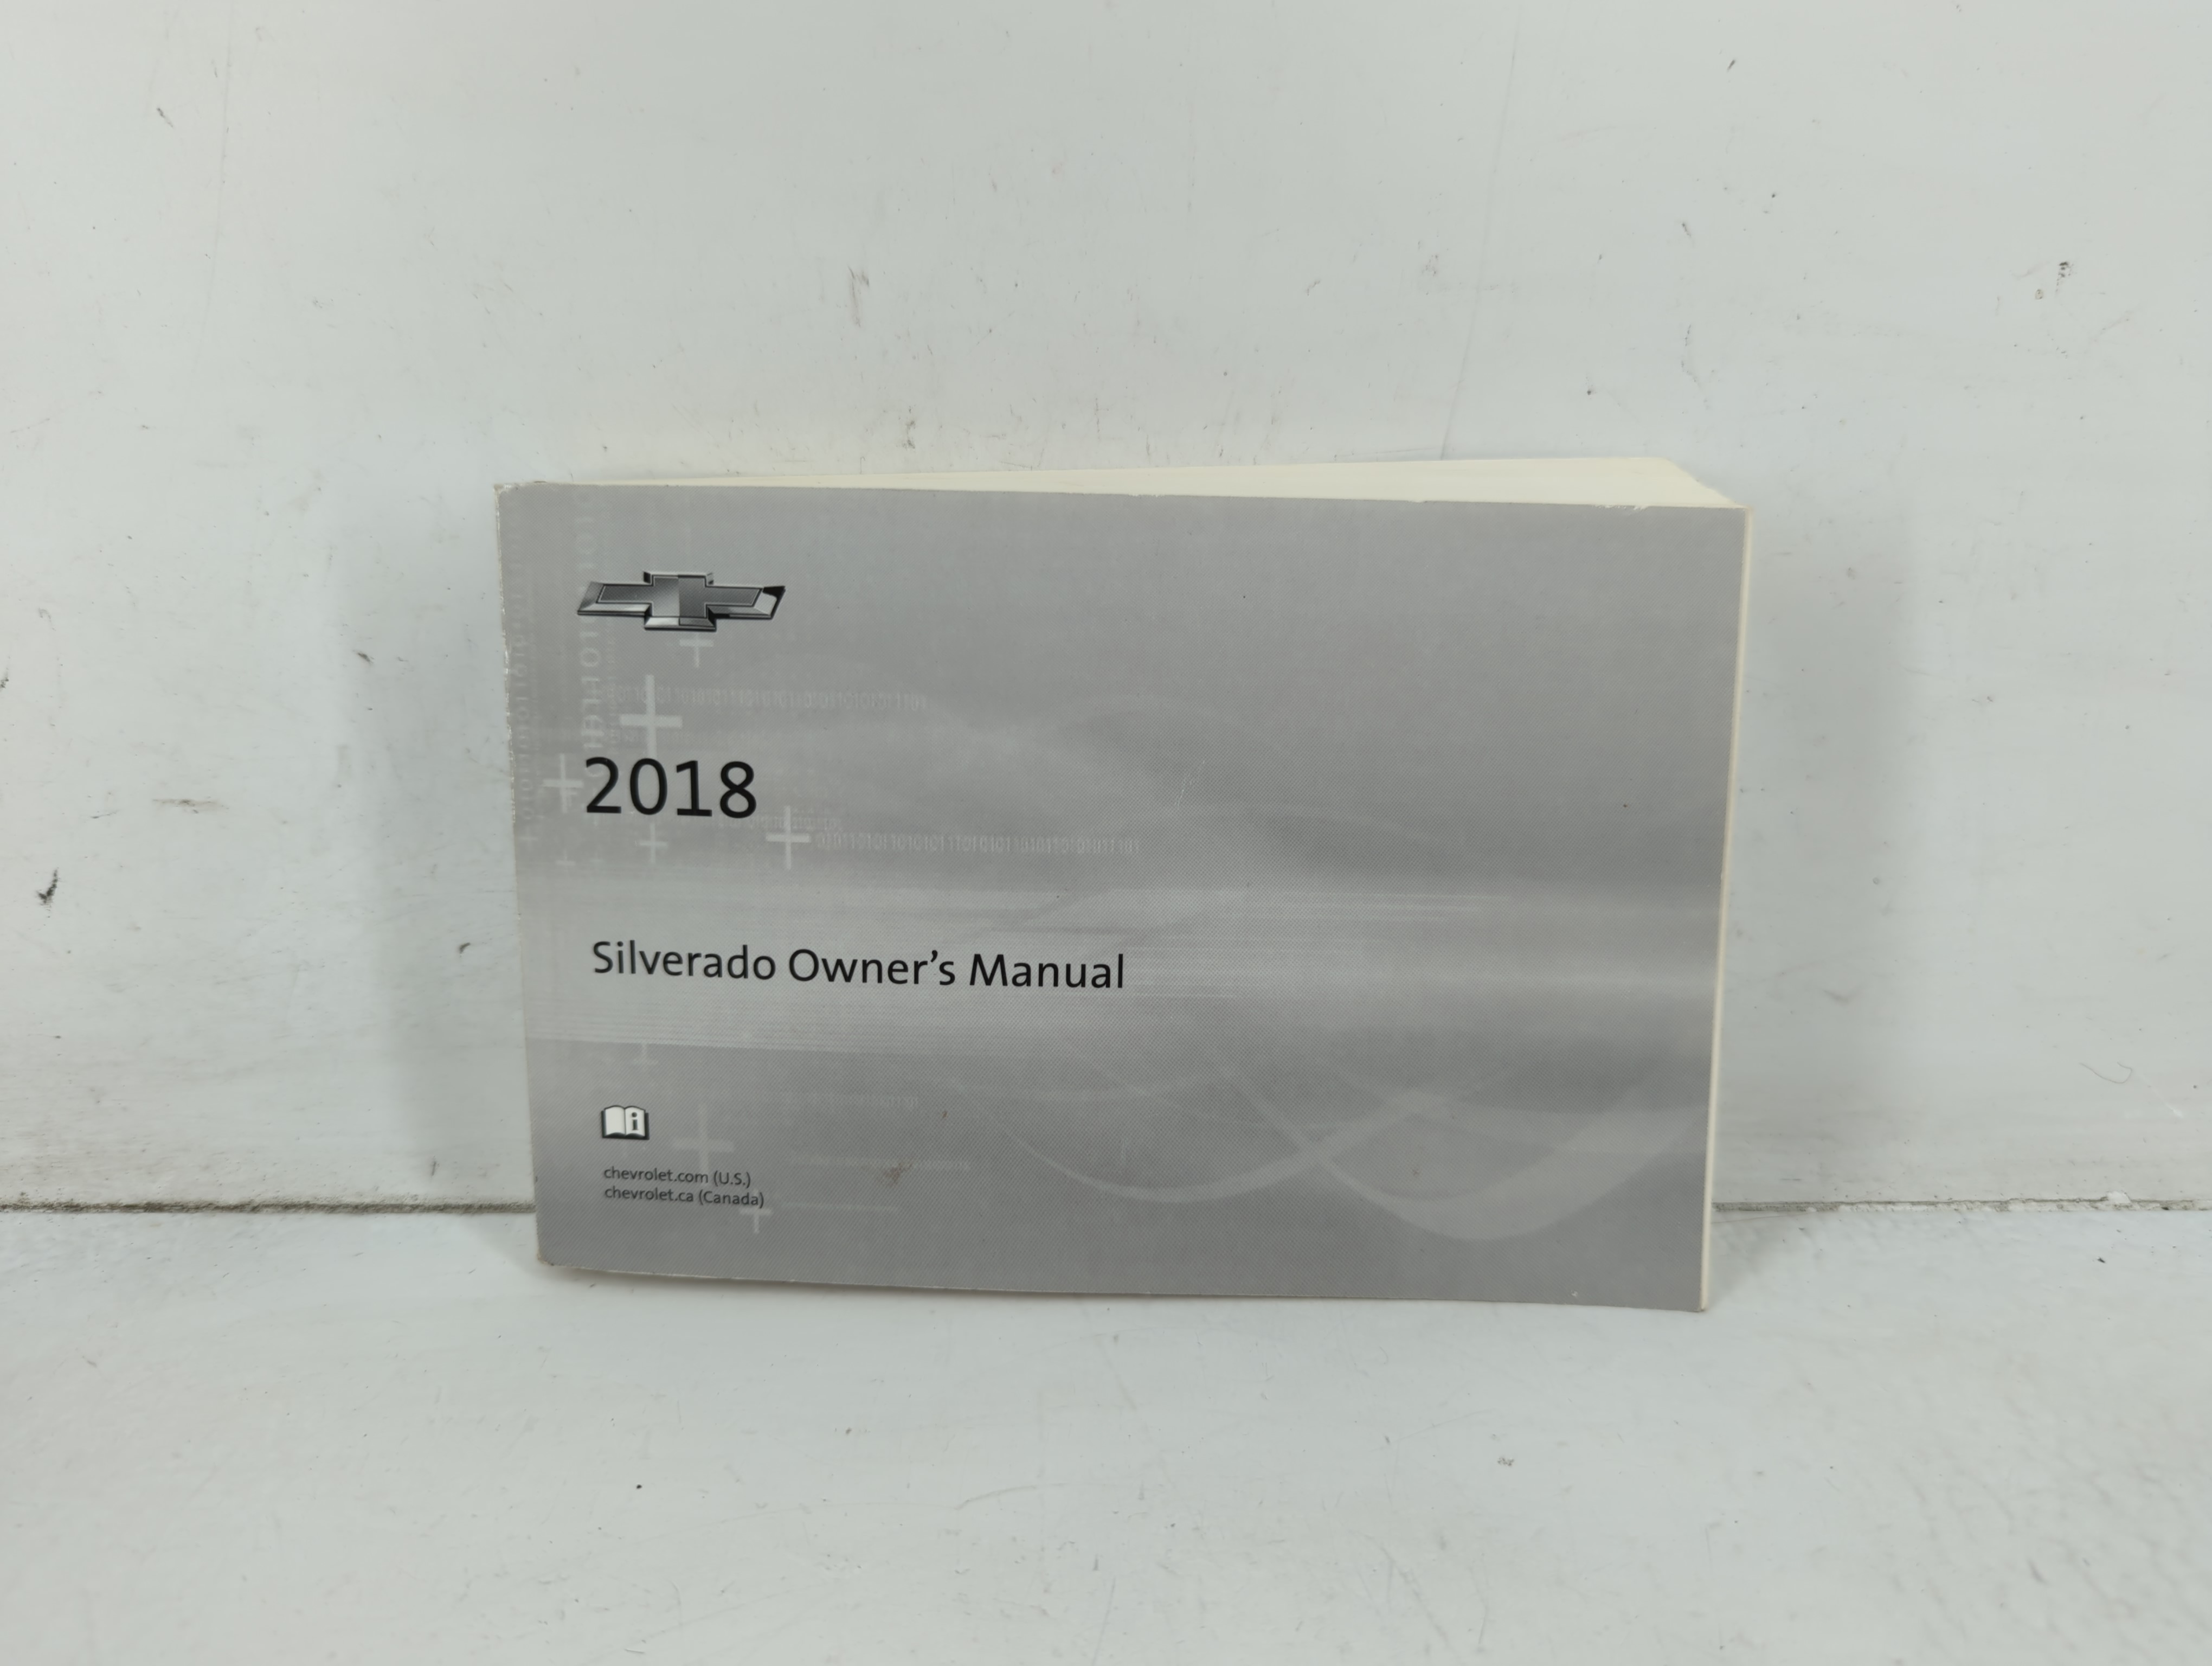 2018
Silverado Owner's Manual
chevrolet.com (U.S.)
chevrolet.ca (Canada)